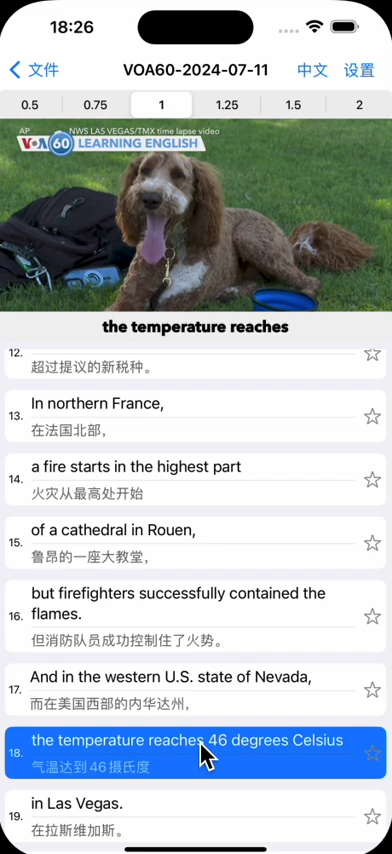 18:26
文件
VOA60-2024-07-11
中文 设置
0.5 0.75 1 1.25 1.5 2
AP NWS LAS VEGAS/TMX time lapse video
VOA 60 LEARNING ENGLISH
the temperature reaches
12.
超过提议的新税种。
13. In northern France,
在法国北部，
14. a fire starts in the highest part
火灾从最高处开始
15. of a cathedral in Rouen,
鲁昂的一座大教堂，
16. but firefighters successfully contained the
flames.
但消防队员成功控制住了火势。
17. And in the western U.S. state of Nevada,
而在美国西部的内华达州，
18. the temperature reaches 46 degrees Celsius
气温达到46摄氏度
19. in Las Vegas.
在拉斯维加斯。